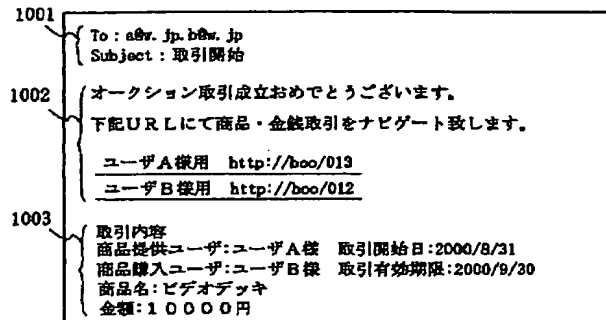 1001
To : a@w. jp. b@w. jp
Subject : 取引開始
1002
オークション取引成立おめでとうございます。
下記URLにて商品・金銭取引をナビゲート致します。
ユーザA様用 http://boo/013
ユーザB様用 http://boo/012
1003
取引内容
商品提供ユーザ:ユーザA様 取引開始日:2000/8/31
商品購入ユーザ:ユーザB様 取引有効期限:2000/9/30
商品名:ビデオデッキ
金額:10000円